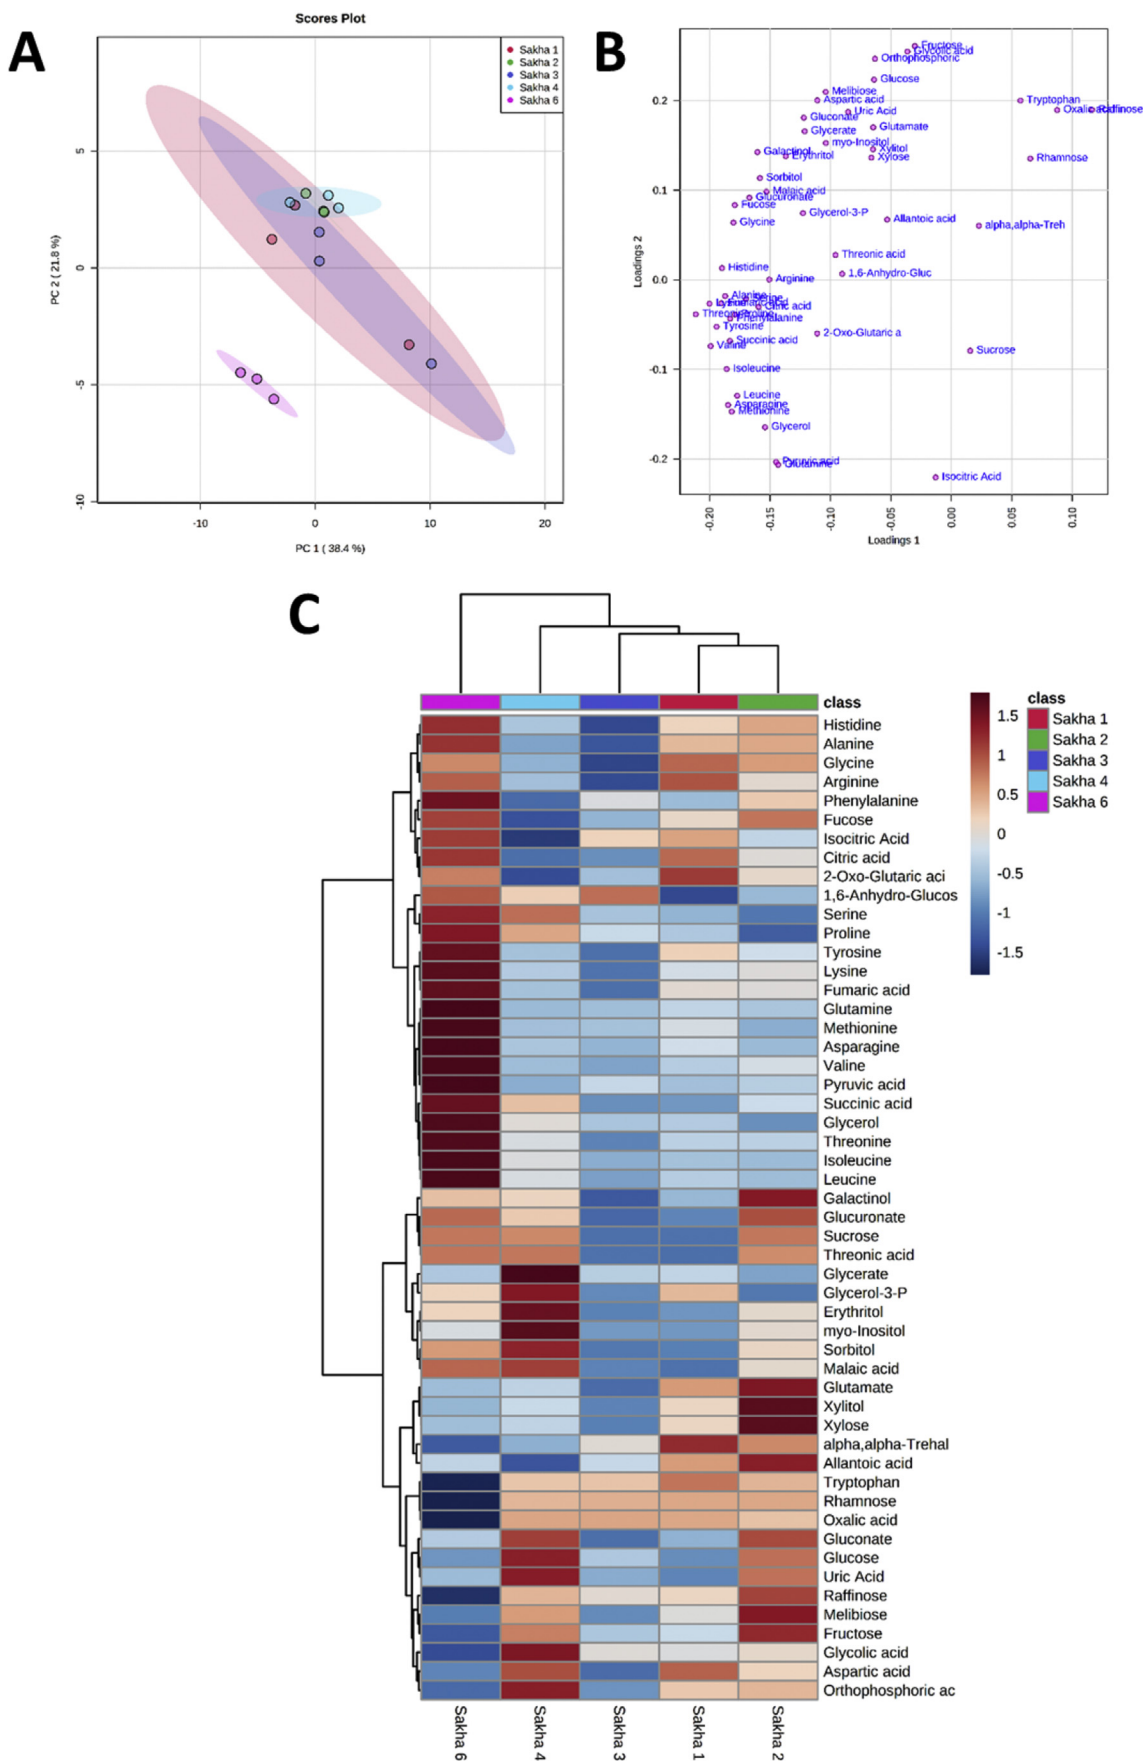 A
Scores Plot
Sakha 1
Sakha 2
Sakha 3
Sakha 4
Sakha 6
PC 2 ( 21.8 %)
5
0
-5
-10
-10
0
10
20
PC 1 ( 38.4 %)
B
Fructose
Glycolic acid
Orthophosphoric
Glucose
Melibiose
Aspartic acid
Tryptophan
Uric Acid
Oxalic acid
Raffinose
Gluconate
Glutamate
Glycerate
myo-Inositol
Xylitol
Galactinol
Erythritol
Xylose
Rhamnose
Sorbitol
Malaic acid
Glucuronate
Fucose
Glycerol-3-P
Allantoic acid
Glycine
alpha,alpha-Treh
Threonic acid
Histidine
1,6-Anhydro-Gluc
Arginine
Alanine
Serine
Lysine
Fumaric acid
Citric acid
Threonine
Proline
Phenylalanine
Tyrosine
2-Oxo-Glutaric a
Succinic acid
Valine
Sucrose
Isoleucine
Leucine
Asparagine
Methionine
Glycerol
Pyruvic acid
Glutamine
Isocitric Acid
Loadings 2
0.2
0.1
0.0
-0.1
-0.2
-0.20
-0.15
-0.10
-0.05
0.00
0.05
0.10
Loadings 1
C
class
Histidine
Alanine
Glycine
Arginine
Phenylalanine
Fucose
Isocitric Acid
Citric acid
2-Oxo-Glutaric aci
1,6-Anhydro-Glucos
Serine
Proline
Tyrosine
Lysine
Fumaric acid
Glutamine
Methionine
Asparagine
Valine
Pyruvic acid
Succinic acid
Glycerol
Threonine
Isoleucine
Leucine
Galactinol
Glucuronate
Sucrose
Threonic acid
Glycerate
Glycerol-3-P
Erythritol
myo-Inositol
Sorbitol
Malaic acid
Glutamate
Xylitol
Xylose
alpha,alpha-Trehal
Allantoic acid
Tryptophan
Rhamnose
Oxalic acid
Gluconate
Glucose
Uric Acid
Raffinose
Melibiose
Fructose
Glycolic acid
Aspartic acid
Orthophosphoric ac
Sakha 6
Sakha 4
Sakha 3
Sakha 1
Sakha 2
1.5
1
0.5
0
-0.5
-1
-1.5
class
Sakha 1
Sakha 2
Sakha 3
Sakha 4
Sakha 6